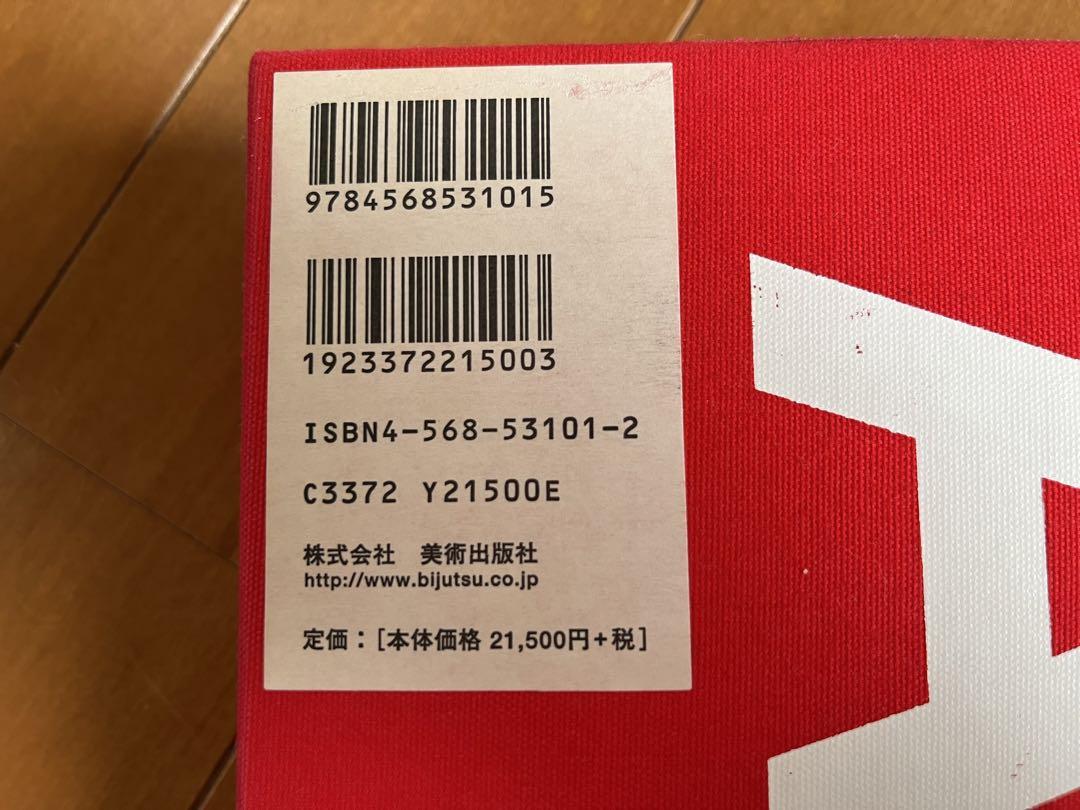 9784568531015
1923372215003
ISBN4-568-53101-2
C3372 Y21500E
株式会社　美術出版社
http://www.bijutsu.co.jp
定価：［本体価格 21,500円+税］